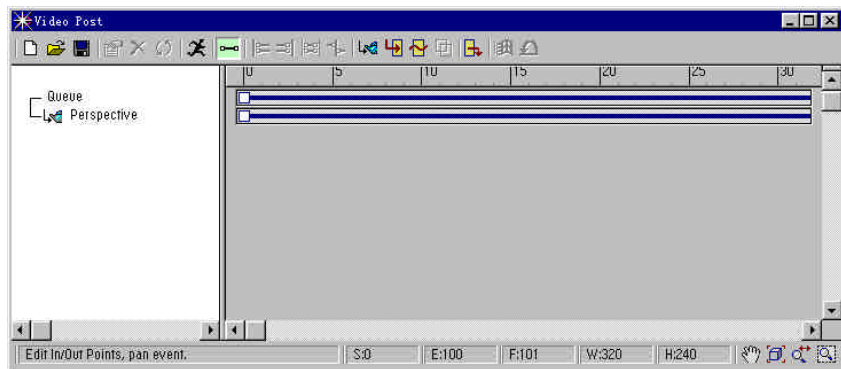 Video Post
0 5 10 15 20 25 30
Queue
Perspective
Edit In/Out Points, pan event. S:0 E:100 F:101 W:320 H:240